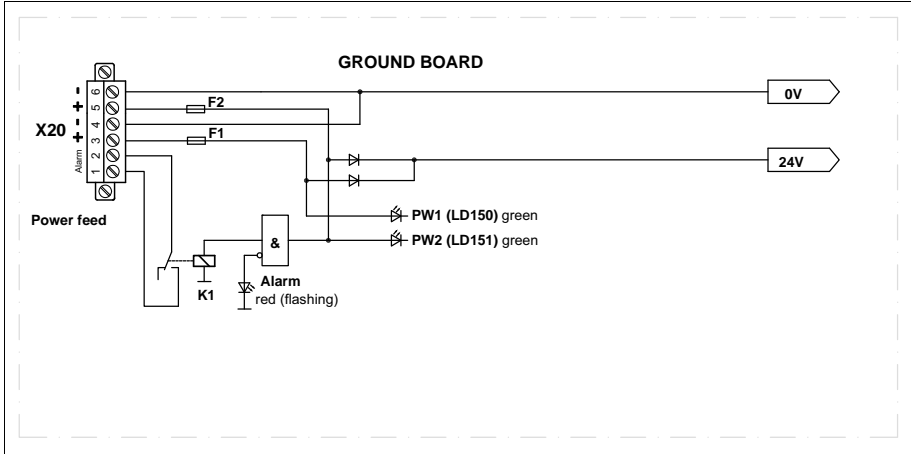 GROUND BOARD
-
+
-
+
Alarm
6
5
4
3
2
1
X20
F2
F1
0V
24V
Power feed
PW1 (LD150) green
PW2 (LD151) green
&
Alarm
red (flashing)
K1